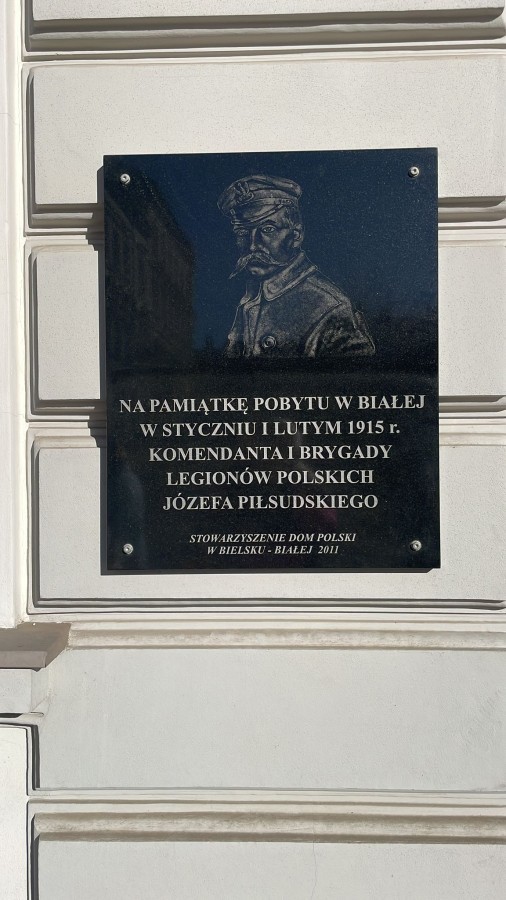 NA PAMIĄTKĘ POBYTU W BIAŁEJ
W STYCZNIU I LUTYM 1915 r.
KOMENDANTA I BRYGADY
LEGIONÓW POLSKICH
JÓZEFA PIŁSUDSKIEGO
STOWARZYSZENIE DOM POLSKI
W BIELSKU - BIAŁEJ 2011